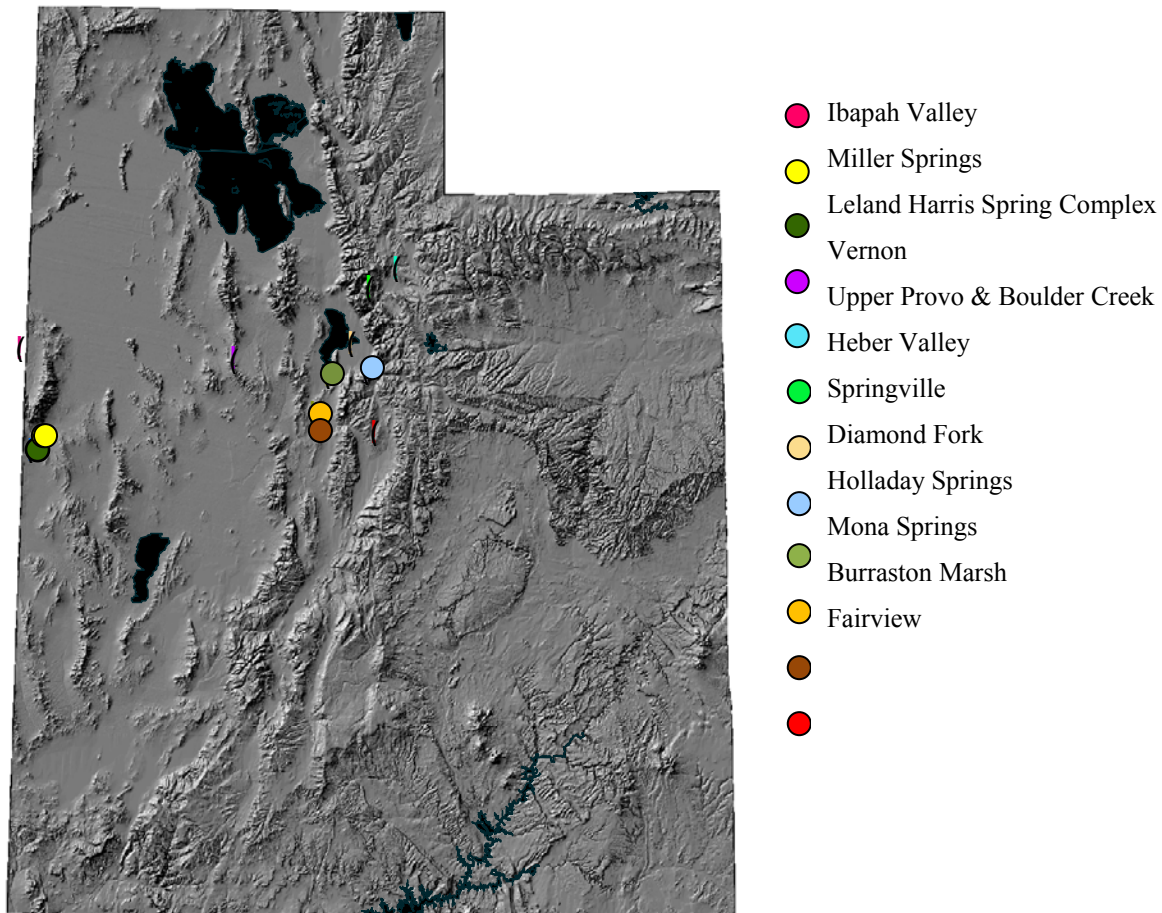 Ibapah Valley
Miller Springs
Leland Harris Spring Complex
Vernon
Upper Provo & Boulder Creek
Heber Valley
Springville
Diamond Fork
Holladay Springs
Mona Springs
Burraston Marsh
Fairview